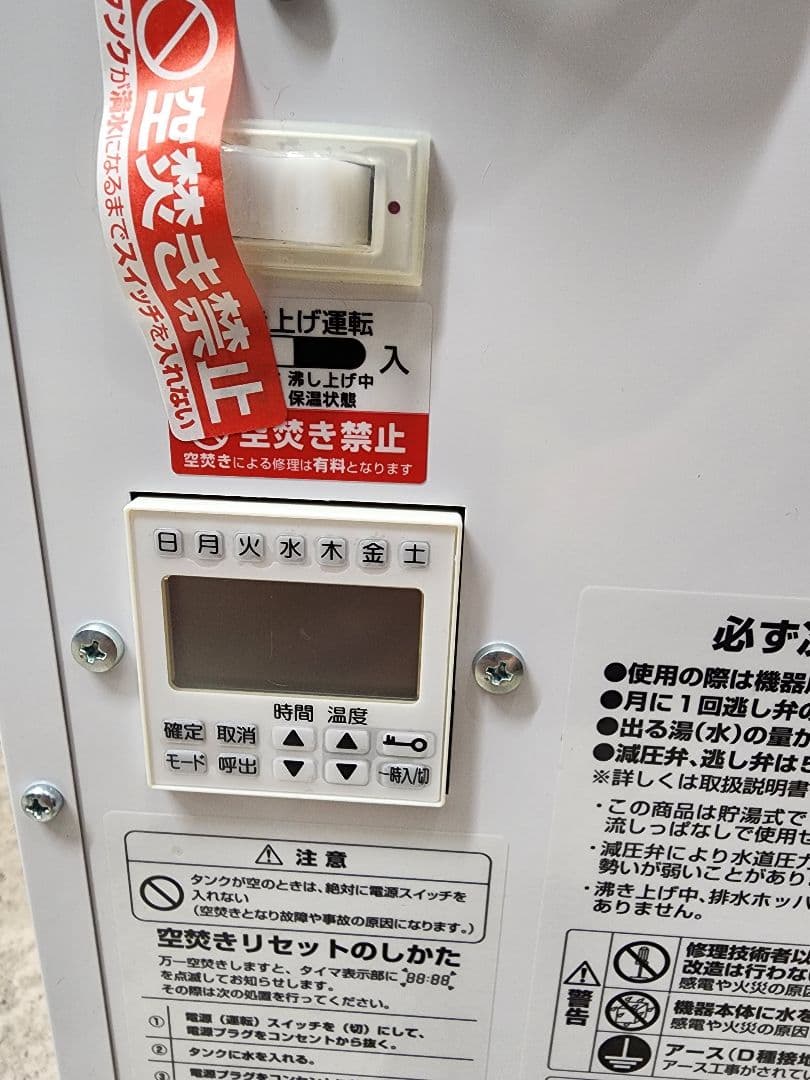 空焚き禁止
タンクが満水になるまでスイッチを入れない
上げ運転
入
沸し上げ中
保温状態
空焚き禁止
空焚きによる修理は有料となります
日 月 火 水 木 金 土
時間 温度
確定 取消
モード 呼出 一時入/切
注意
タンクが空のときは、絶対に電源スイッチを
入れない
(空焚きとなり故障や事故の原因になります。)
空焚きリセットのしかた
万一空焚きしますと、タイマ表示部に 88:88
を点滅してお知らせします。
その際は次の処置を行ってください。
① 電源(運転)スイッチを(切)にして、
電源プラグをコンセントから抜く。
② タンクに水を入れる。
③ 電源プラグをコンセント
必ず
●使用の際は機器
●月に1回逃し弁の
●出る湯(水)の量が
●減圧弁、逃し弁は5
※詳しくは取扱説明書
・この商品は貯湯式で
流しっぱなしで使用
・減圧弁により水道圧力
勢いが弱いことがあり
・沸き上げ中、排水ホッパ
ありません。
警告
修理技術者以
改造は行わない
感電や火災の原因
機器本体に水を
感電や火災の原因
アース(D種接地
アース工事がされてい